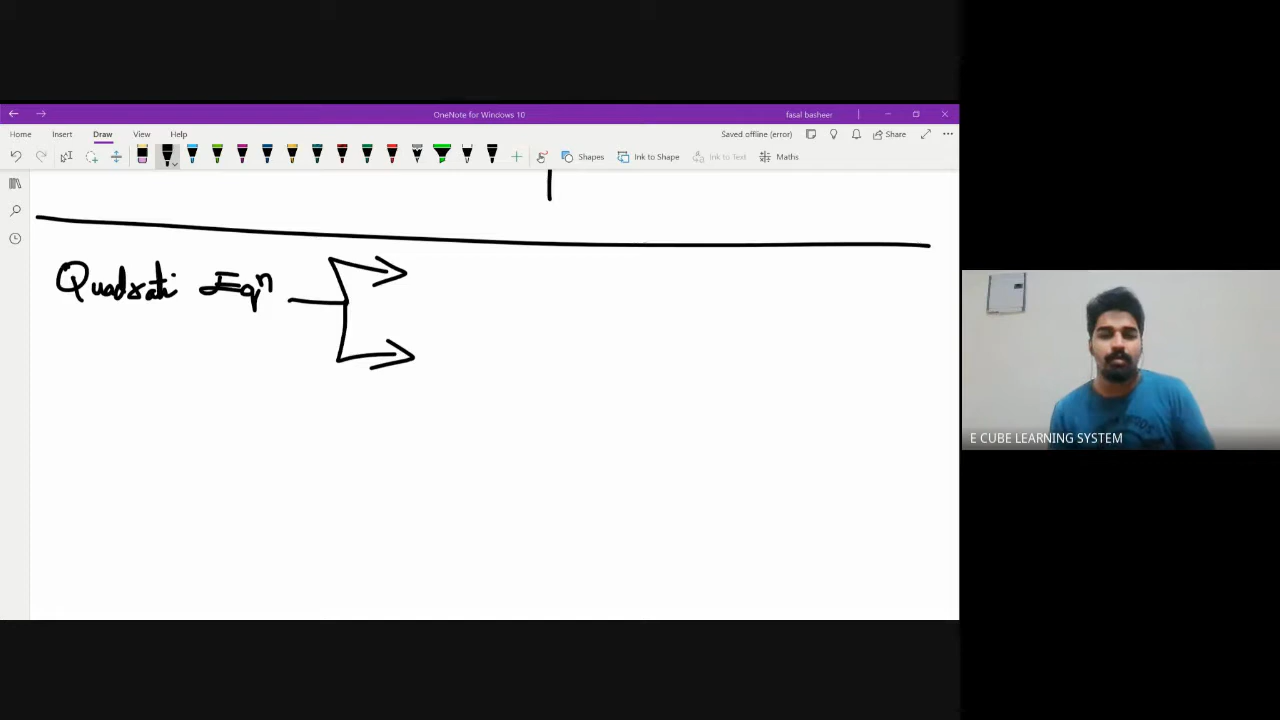 OneNote for Windows 10
fasal basheer
Home Insert Draw View Help
Saved offline (error)
Share
Shapes
Ink to Shape
Ink to Text
Maths
Quadrati Eqⁿ
E CUBE LEARNING SYSTEM